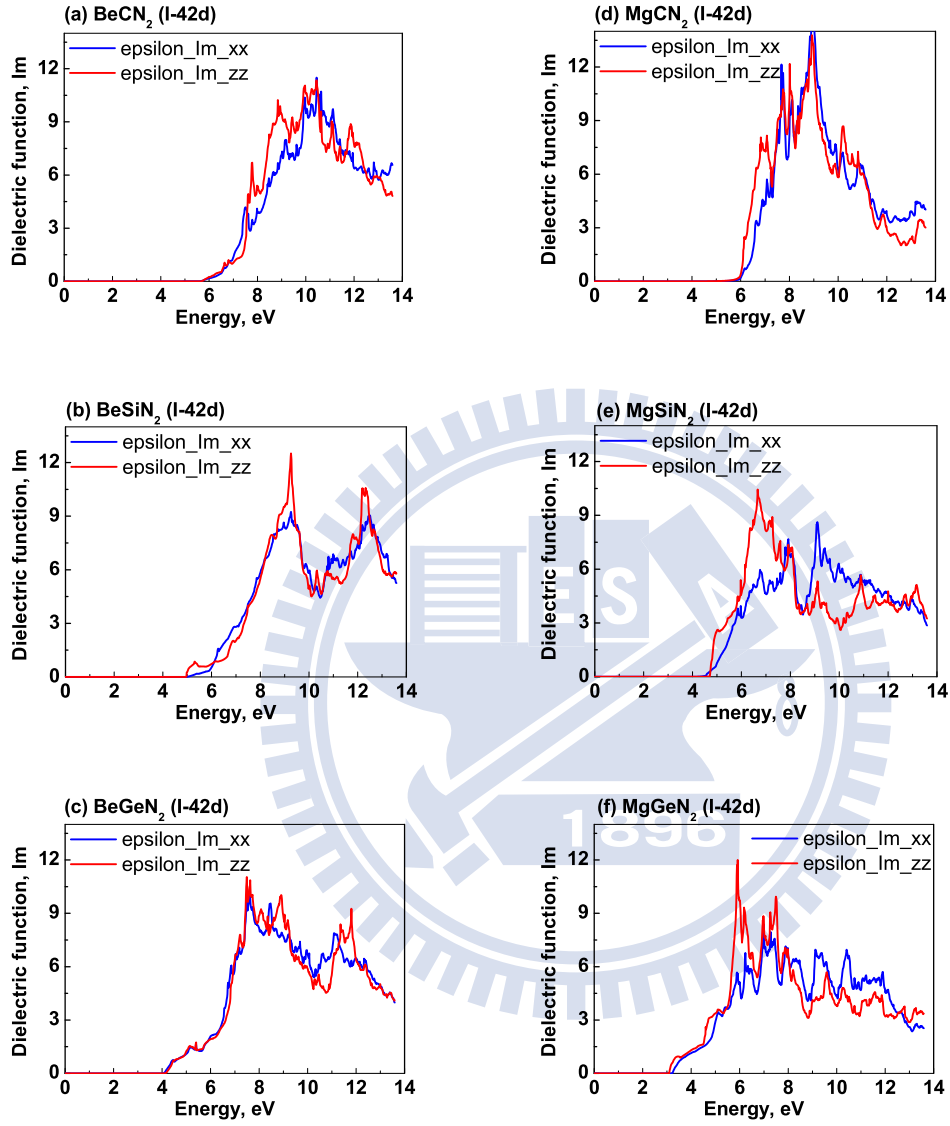 (a) BeCN₂ (I-42d)
epsilon_Im_xx
epsilon_Im_zz
Dielectric function, Im
12
9
6
3
0
0 2 4 6 8 10 12 14
Energy, eV
(d) MgCN₂ (I-42d)
epsilon_Im_xx
epsilon_Im_zz
Dielectric function, Im
12
9
6
3
0
0 2 4 6 8 10 12 14
Energy, eV
(b) BeSiN₂ (I-42d)
epsilon_Im_xx
epsilon_Im_zz
Dielectric function, Im
12
9
6
3
0
0 2 4 6 8 10 12 14
Energy, eV
(e) MgSiN₂ (I-42d)
epsilon_Im_xx
epsilon_Im_zz
Dielectric function, Im
12
9
6
3
0
0 2 4 6 8 10 12 14
Energy, eV
ES A
1896
(c) BeGeN₂ (I-42d)
epsilon_Im_xx
epsilon_Im_zz
Dielectric function, Im
12
9
6
3
0
0 2 4 6 8 10 12 14
Energy, eV
(f) MgGeN₂ (I-42d)
epsilon_Im_xx
epsilon_Im_zz
Dielectric function, Im
12
9
6
3
0
0 2 4 6 8 10 12 14
Energy, eV